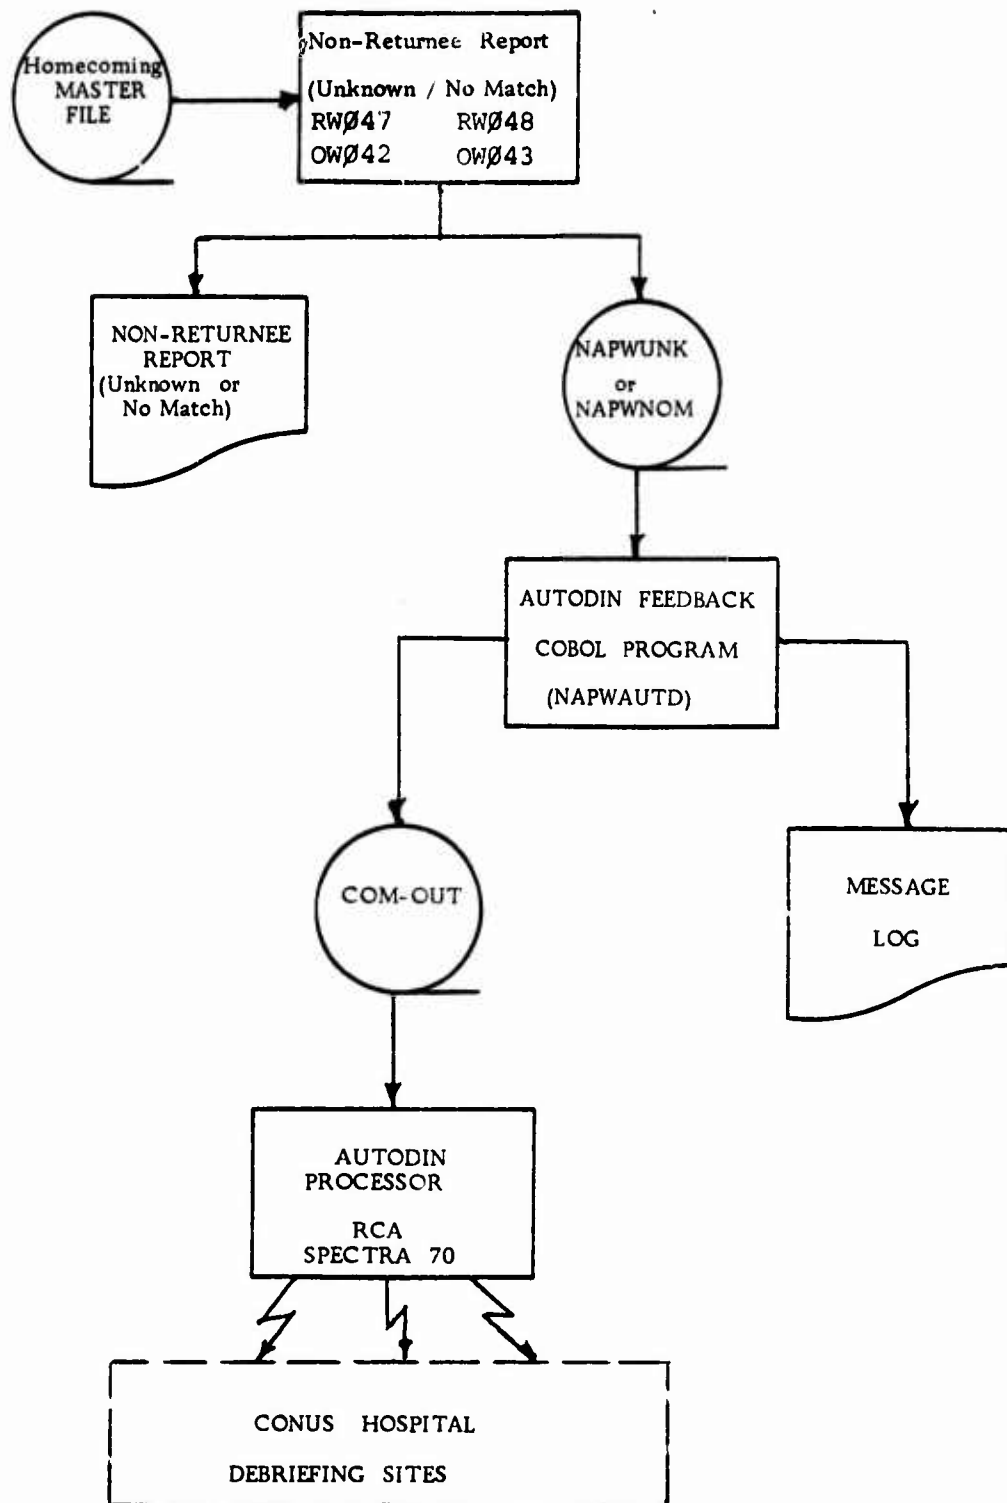 Homecoming
MASTER
FILE
Non-Returnee Report
(Unknown / No Match)
RWØ47 RWØ48
OWØ42 OWØ43
NON-RETURNEE
REPORT
(Unknown or
No Match)
NAPWUNK
or
NAPWNOM
AUTODIN FEEDBACK
COBOL PROGRAM
(NAPWAUTD)
COM-OUT
MESSAGE
LOG
AUTODIN
PROCESSOR
RCA
SPECTRA 70
CONUS HOSPITAL
DEBRIEFING SITES